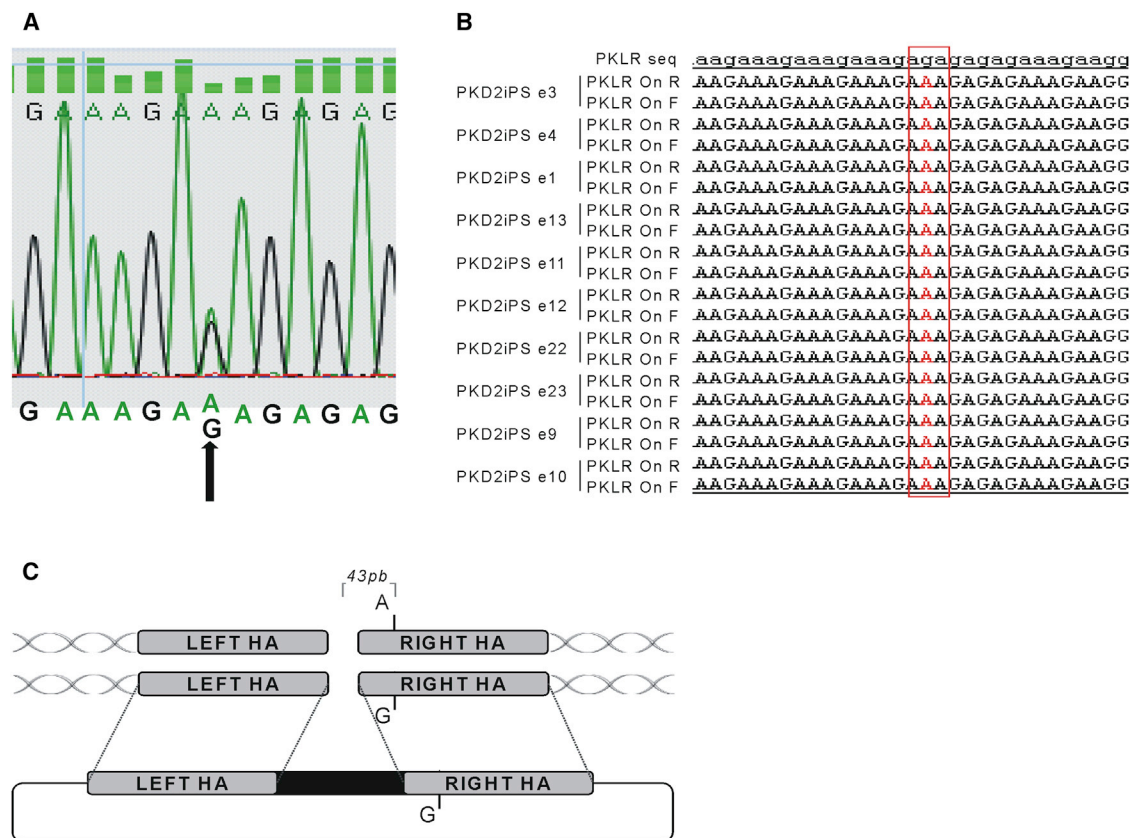 A
G A A A G A A A G A G A G
G A A A G A A A G A G A G
G
B
PKLR seq aagaaagaaagaaagagagagagaaagaagg
PKD2iPS e3
PKLR On R AAGAAAGAAAGAAAGAAAGAGAGAAAGAAGG
PKLR On F AAGAAAGAAAGAAAGAAAGAGAGAAAGAAGG
PKD2iPS e4
PKLR On R AAGAAAGAAAGAAAGAAAGAGAGAAAGAAGG
PKLR On F AAGAAAGAAAGAAAGAAAGAGAGAAAGAAGG
PKD2iPS e1
PKLR On R AAGAAAGAAAGAAAGAAAGAGAGAAAGAAGG
PKLR On F AAGAAAGAAAGAAAGAAAGAGAGAAAGAAGG
PKD2iPS e13
PKLR On R AAGAAAGAAAGAAAGAAAGAGAGAAAGAAGG
PKLR On F AAGAAAGAAAGAAAGAAAGAGAGAAAGAAGG
PKD2iPS e11
PKLR On R AAGAAAGAAAGAAAGAAAGAGAGAAAGAAGG
PKLR On F AAGAAAGAAAGAAAGAAAGAGAGAAAGAAGG
PKD2iPS e12
PKLR On R AAGAAAGAAAGAAAGAAAGAGAGAAAGAAGG
PKLR On F AAGAAAGAAAGAAAGAAAGAGAGAAAGAAGG
PKD2iPS e22
PKLR On R AAGAAAGAAAGAAAGAAAGAGAGAAAGAAGG
PKLR On F AAGAAAGAAAGAAAGAAAGAGAGAAAGAAGG
PKD2iPS e23
PKLR On R AAGAAAGAAAGAAAGAAAGAGAGAAAGAAGG
PKLR On F AAGAAAGAAAGAAAGAAAGAGAGAAAGAAGG
PKD2iPS e9
PKLR On R AAGAAAGAAAGAAAGAAAGAGAGAAAGAAGG
PKLR On F AAGAAAGAAAGAAAGAAAGAGAGAAAGAAGG
PKD2iPS e10
PKLR On R AAGAAAGAAAGAAAGAAAGAGAGAAAGAAGG
PKLR On F AAGAAAGAAAGAAAGAAAGAGAGAAAGAAGG
C
43pb
A
LEFT HA RIGHT HA
LEFT HA RIGHT HA
G
LEFT HA RIGHT HA
G